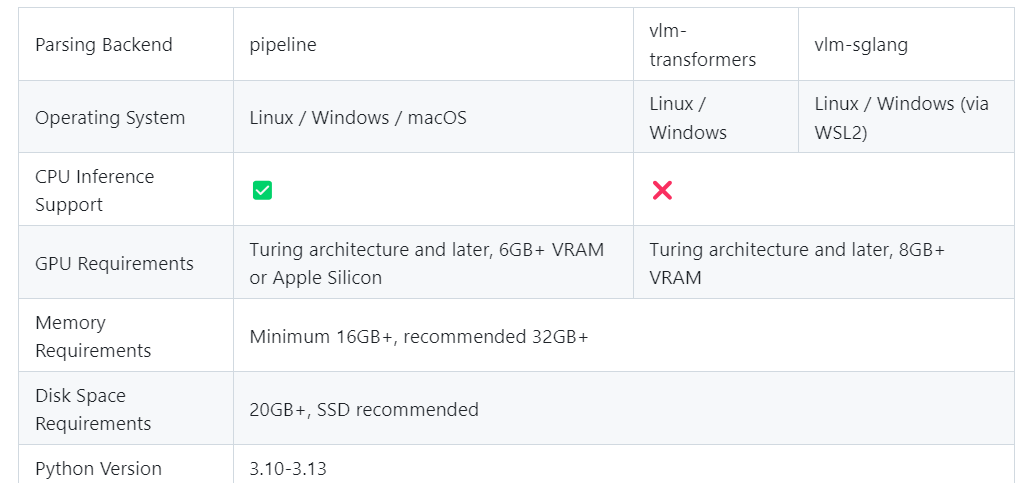 Parsing Backend
pipeline
vlm-
transformers
vlm-sglang
Operating System
Linux / Windows / macOS
Linux /
Windows
Linux / Windows (via
WSL2)
CPU Inference
Support
✅
❌
GPU Requirements
Turing architecture and later, 6GB+ VRAM
or Apple Silicon
Turing architecture and later, 8GB+
VRAM
Memory
Requirements
Minimum 16GB+, recommended 32GB+
Disk Space
Requirements
20GB+, SSD recommended
Python Version
3.10-3.13